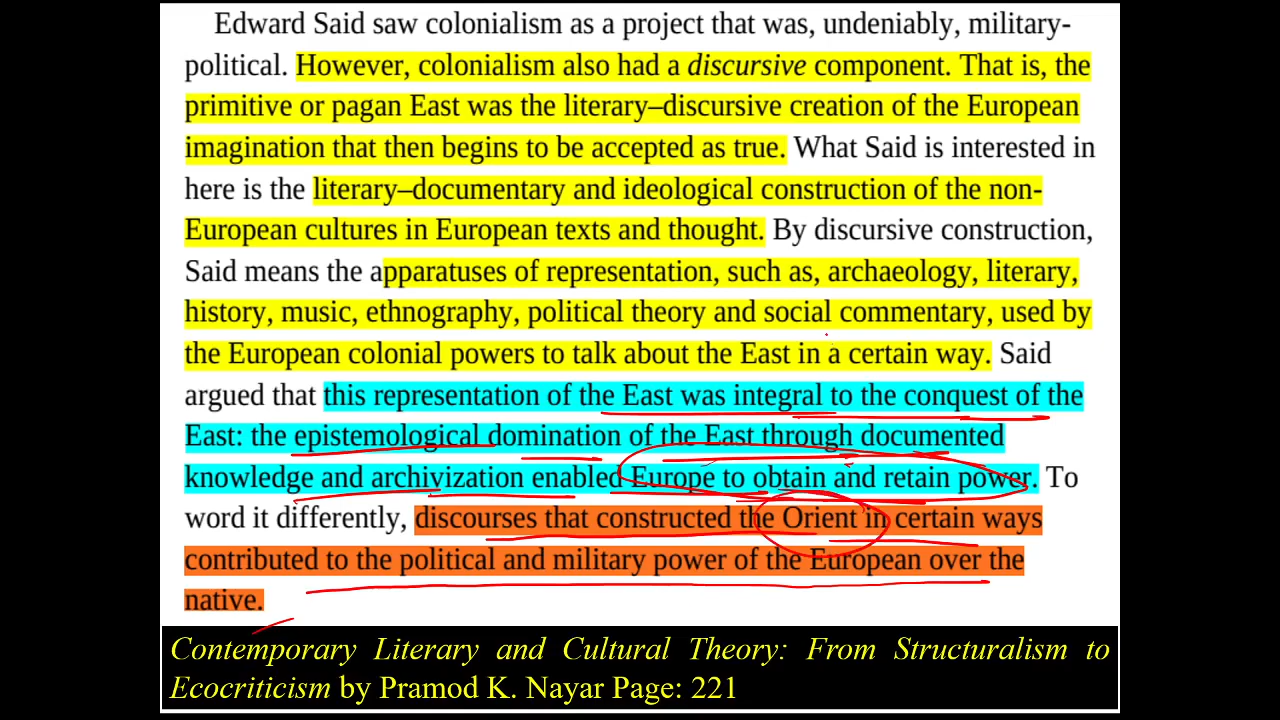 Edward Said saw colonialism as a project that was, undeniably, military-
political. However, colonialism also had a discursive component. That is, the
primitive or pagan East was the literary–discursive creation of the European
imagination that then begins to be accepted as true. What Said is interested in
here is the literary–documentary and ideological construction of the non-
European cultures in European texts and thought. By discursive construction,
Said means the apparatuses of representation, such as, archaeology, literary,
history, music, ethnography, political theory and social commentary, used by
the European colonial powers to talk about the East in a certain way. Said
argued that this representation of the East was integral to the conquest of the
East: the epistemological domination of the East through documented
knowledge and archivization enabled Europe to obtain and retain power. To
word it differently, discourses that constructed the Orient in certain ways
contributed to the political and military power of the European over the
native.
Contemporary Literary and Cultural Theory: From Structuralism to
Ecocriticism by Pramod K. Nayar Page: 221